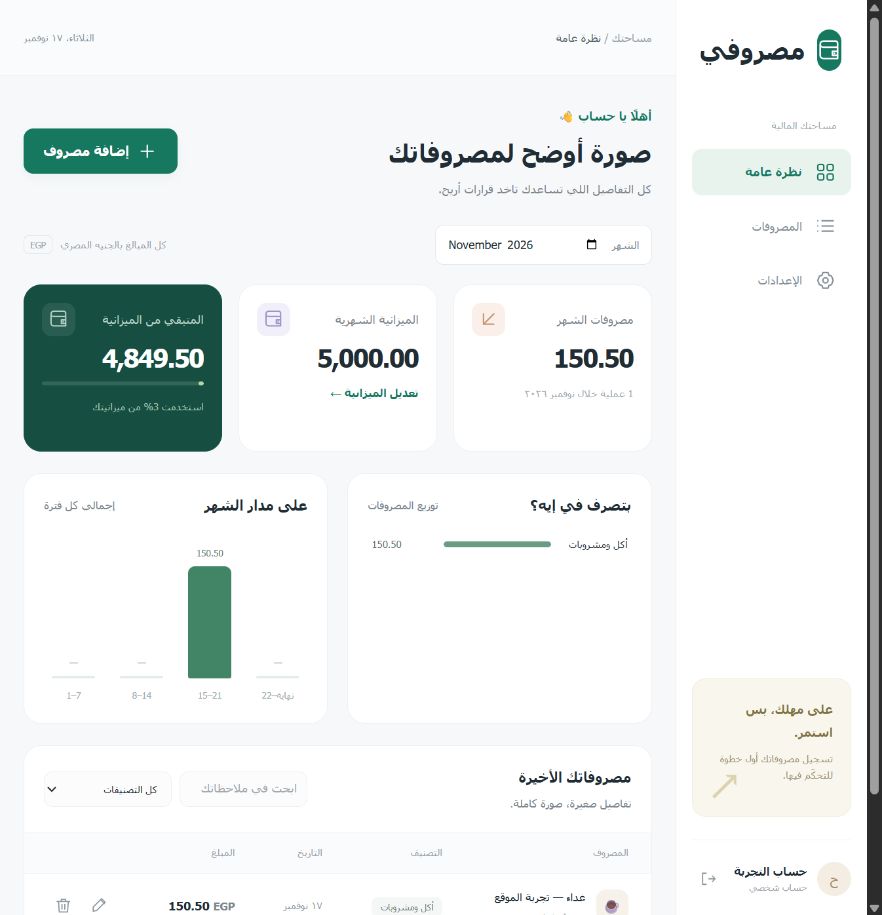 مصروفي
مساحتك المالية
نظرة عامة
المصروفات
الإعدادات
على مهلك، بس
استمر.
تسجيل مصروفاتك أول خطوة
للتحكّم فيها.
حساب التجربة
حساب شخصي
ح
مساحتك / نظرة عامة
الثلاثاء، ١٧ نوفمبر
أهلًا يا حساب 👋
صورة أوضح لمصروفاتك
كل التفاصيل اللي تساعدك تاخد قرارات أريح.
إضافة مصروف
الشهر
November 2026
كل المبالغ بالجنيه المصري EGP
مصروفات الشهر
150.50
1 عملية خلال نوفمبر ٢٠٢٦
الميزانية الشهرية
5,000.00
تعديل الميزانية ←
المتبقي من الميزانية
4,849.50
استخدمت 3% من ميزانيتك
بتصرف في إيه؟
توزيع المصروفات
أكل ومشروبات
150.50
على مدار الشهر
إجمالي كل فترة
150.50
—
—
—
1–7
8–14
15–21
22–نهاية
مصروفاتك الأخيرة
تفاصيل صغيرة، صورة كاملة.
ابحث في ملاحظاتك
كل التصنيفات
المصروف
التصنيف
التاريخ
المبلغ
غداء — تجربة الموقع
أكل ومشروبات
١٧ نوفمبر
150.50 EGP